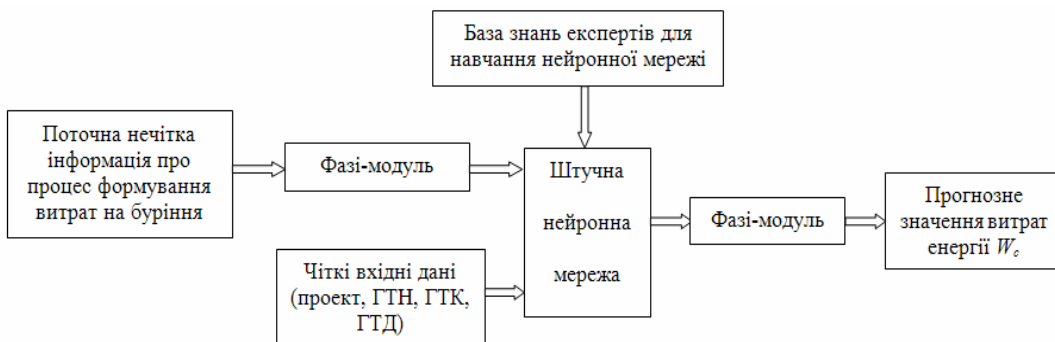 База знань експертів для
навчання нейронної мережі
Поточна нечітка
інформація про
процес формування
витрат на буріння
Фазі-модуль
Штучна
нейронна
мережа
Чіткі вхідні дані
(проект, ГТН, ГТК,
ГТД)
Фазі-модуль
Прогнозне
значення витрат
енергії Wc